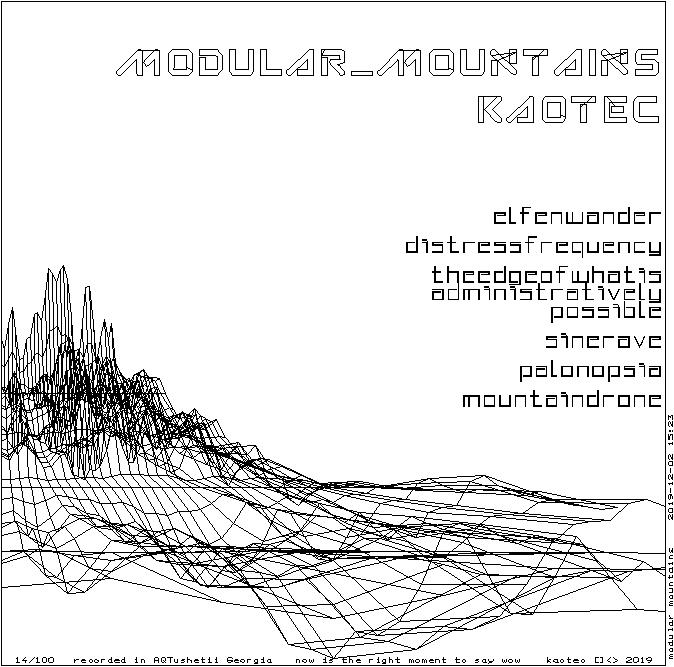 MODULAR_MOUNTAINS
KAOTEC
elfenwander
distressfrequency
theedgeofwhatis
administratively
possible
sinerave
palonopsia
mountaindrone
14/100 recorded in AQTushetii Georgia now is the right moment to say wow kaotec []<> 2019
modular mountains 2019-12-02 15:23